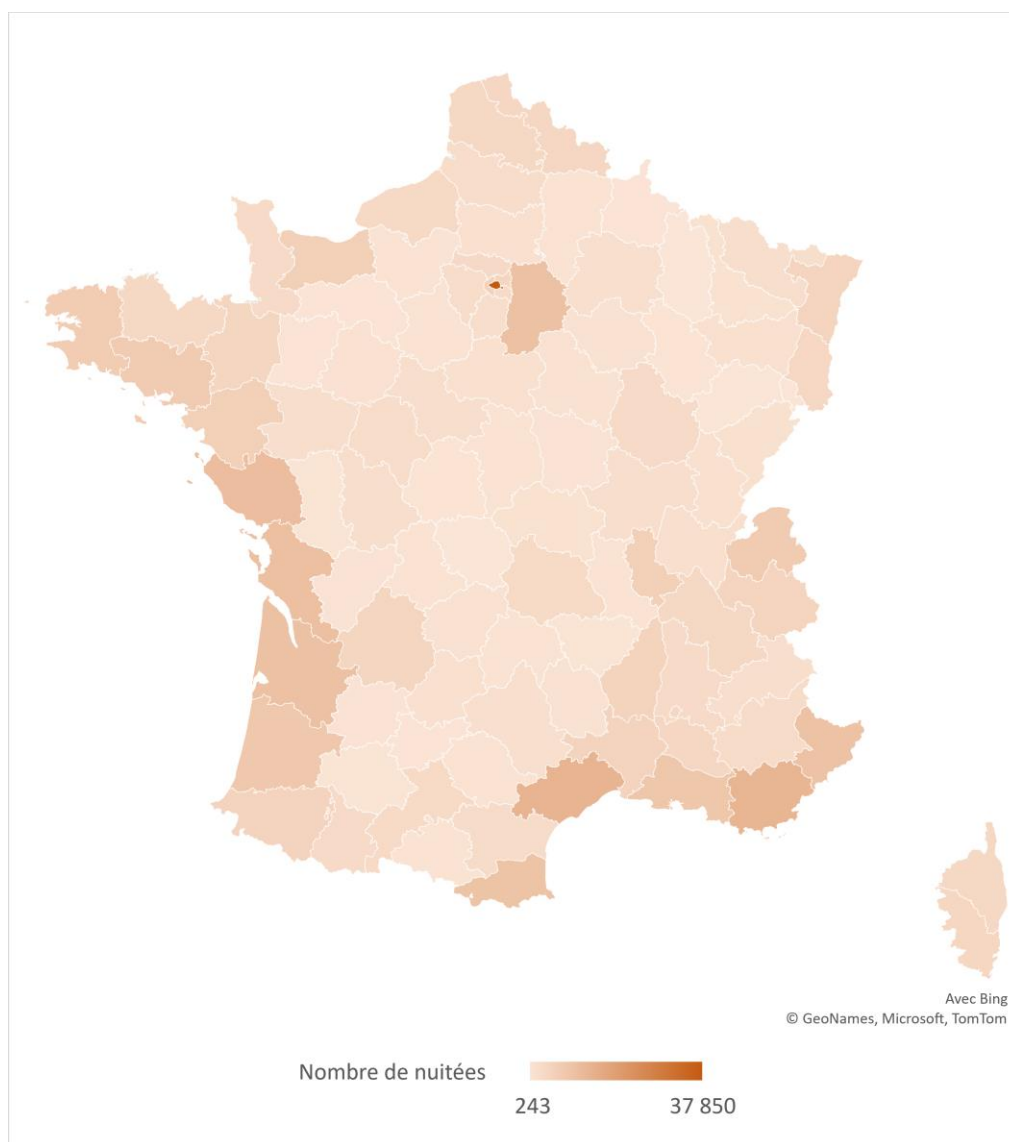 Avec Bing
© GeoNames, Microsoft, TomTom
Nombre de nuitées
243
37 850